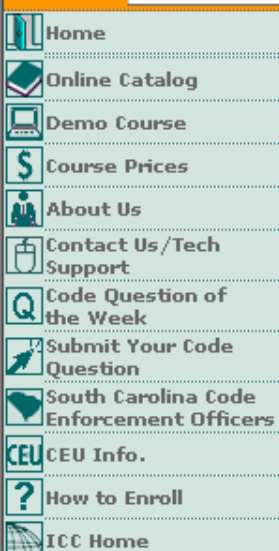 Home
Online Catalog
Demo Course
$ Course Prices
About Us
Contact Us/Tech
Support
Q Code Question of
the Week
Submit Your Code
Question
South Carolina Code
Enforcement Officers
CEU CEU Info.
? How to Enroll
ICC Home